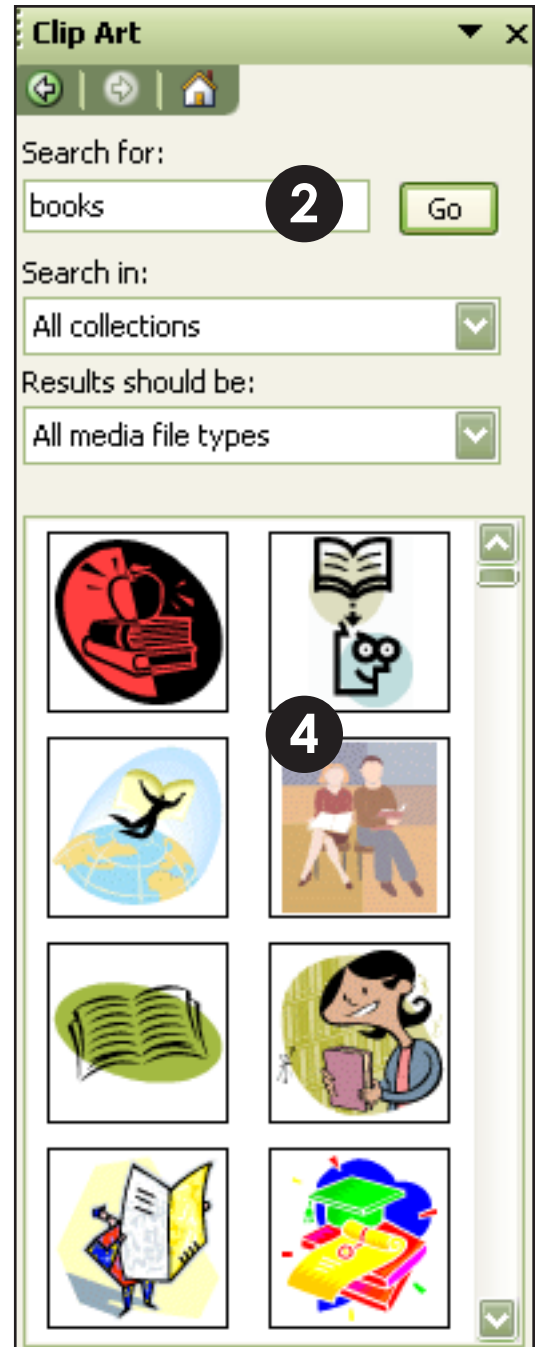 Clip Art
Search for:
books 2 Go
Search in:
All collections
Results should be:
All media file types
4